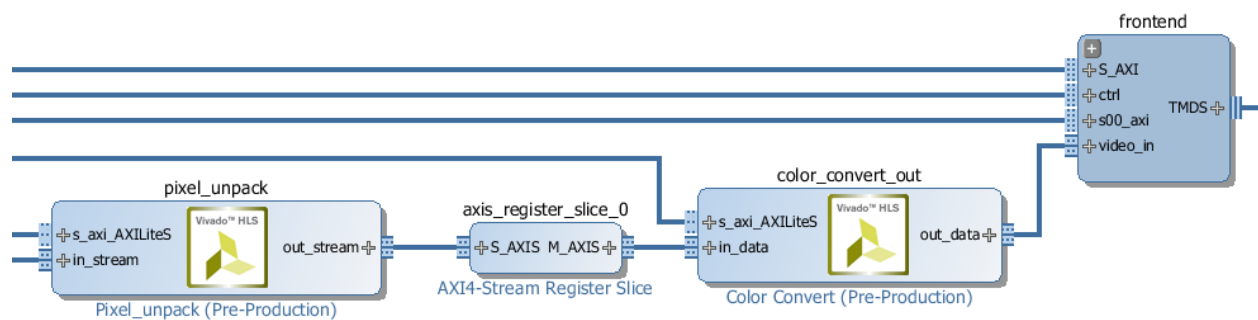 frontend
S_AXI
ctrl
s00_axi
video_in
TMDS
pixel_unpack
s_axi_AXILiteS
in_stream
Vivado™ HLS
out_stream
Pixel_unpack (Pre-Production)
axis_register_slice_0
S_AXIS M_AXIS
AXI4-Stream Register Slice
color_convert_out
s_axi_AXILiteS
in_data
Vivado™ HLS
out_data
Color Convert (Pre-Production)